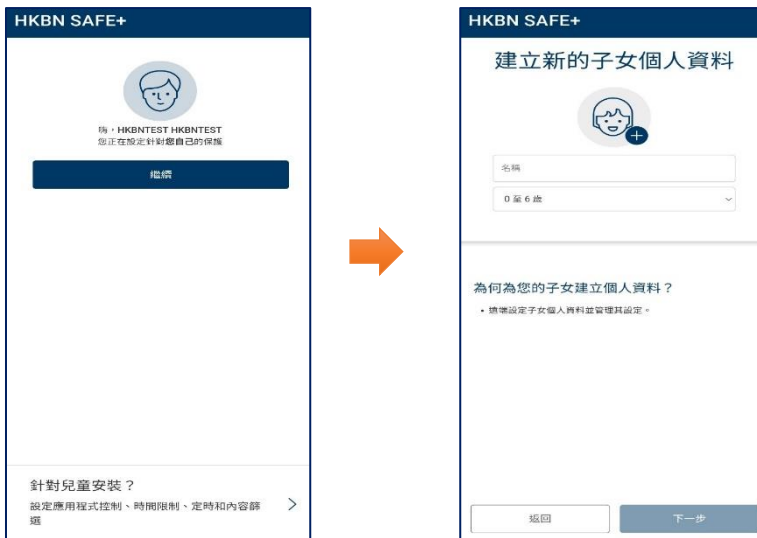 HKBN SAFE+
嗨，HKBNTEST HKBNTEST
您正在設定針對您自己的保護
繼續
針對兒童安裝？
設定應用程式控制、時間限制、定時和內容篩
選
HKBN SAFE+
建立新的子女個人資料
名稱
0 至 6 歲
為何為您的子女建立個人資料？
• 遠端設定子女個人資料並管理其設定。
返回
下一步